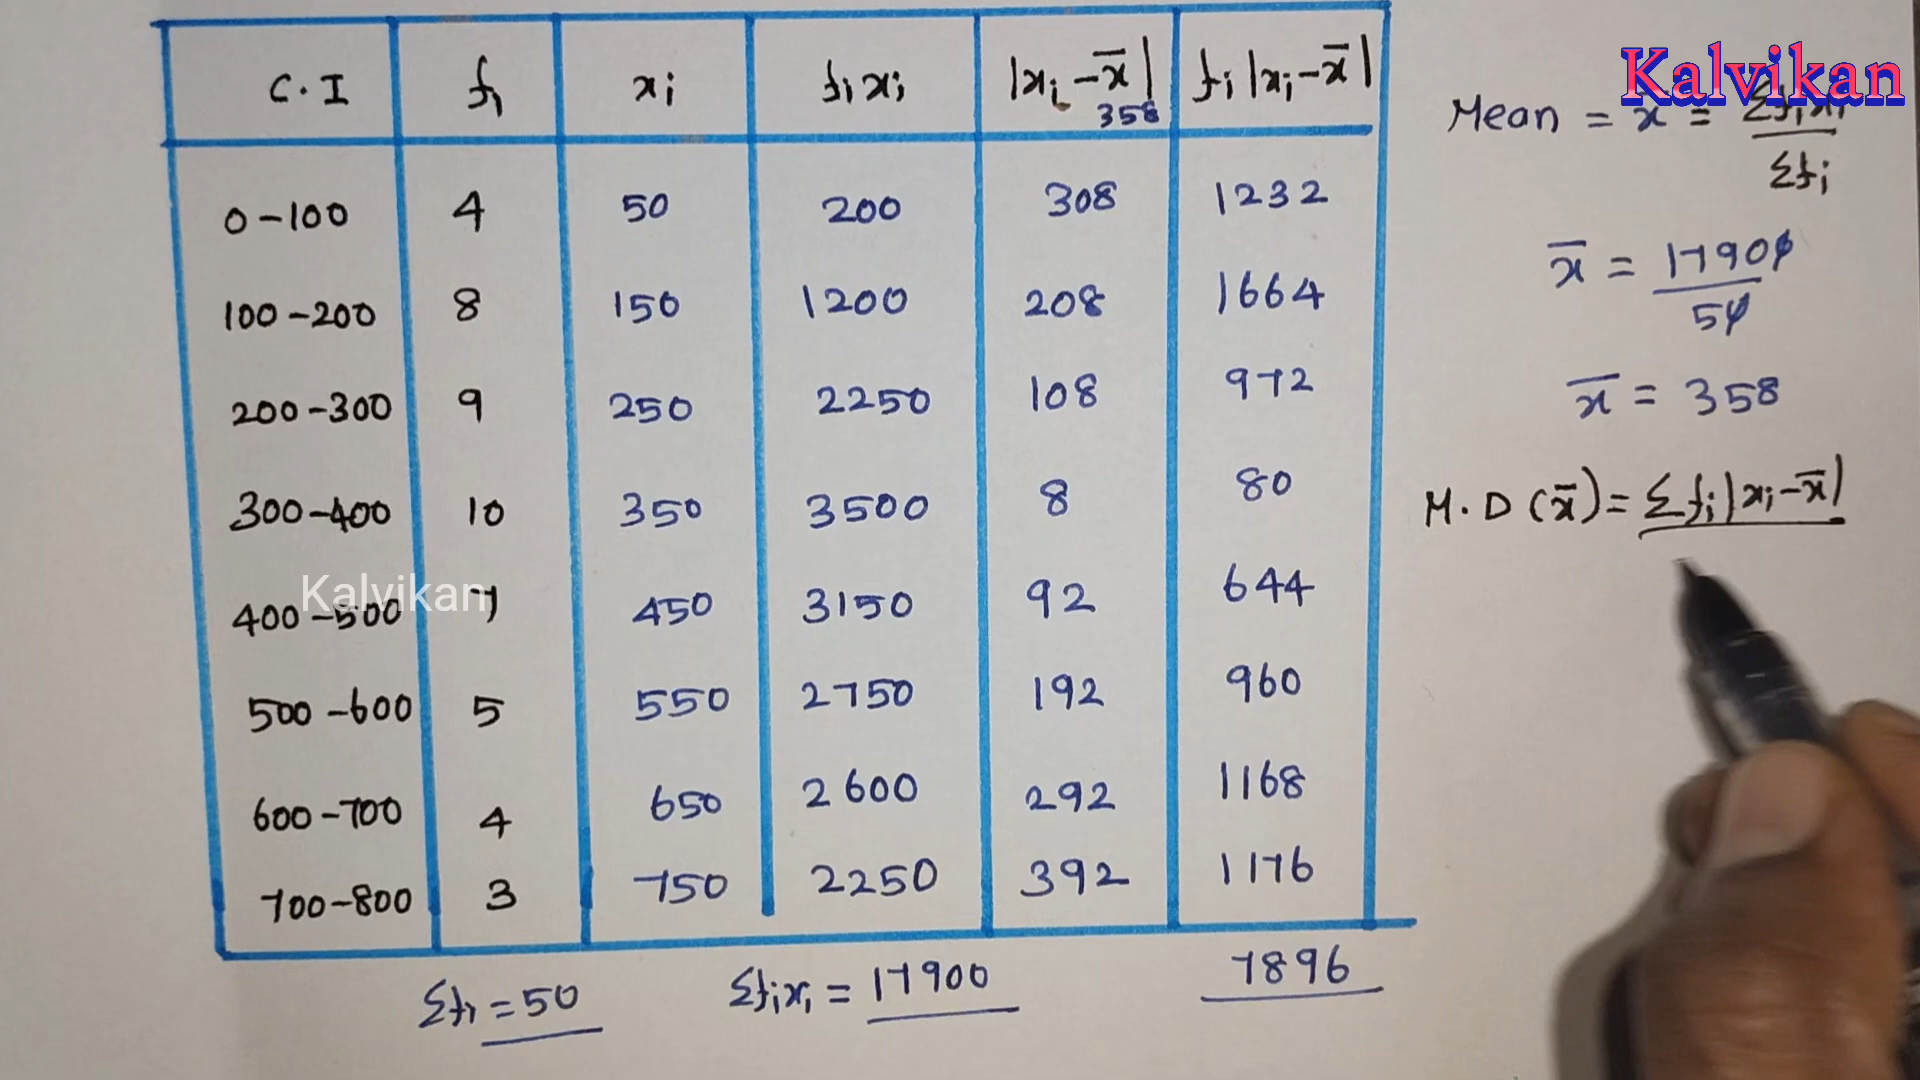 C.I fi xi fixi |xi-x̄| fi|xi-x̄|
358
0-100 4 50 200 308 1232
100-200 8 150 1200 208 1664
200-300 9 250 2250 108 972
300-400 10 350 3500 8 80
400-500 7 450 3150 92 644
500-600 5 550 2750 192 960
600-700 4 650 2600 292 1168
700-800 3 750 2250 392 1176
Σfi = 50 Σfixi = 17900 7896
Kalvikan
Kalvikan
Mean = x̄ = Σfixi
Σfi
x̄ = 17900
50
x̄ = 358
M.D (x̄) = Σfi|xi-x̄|